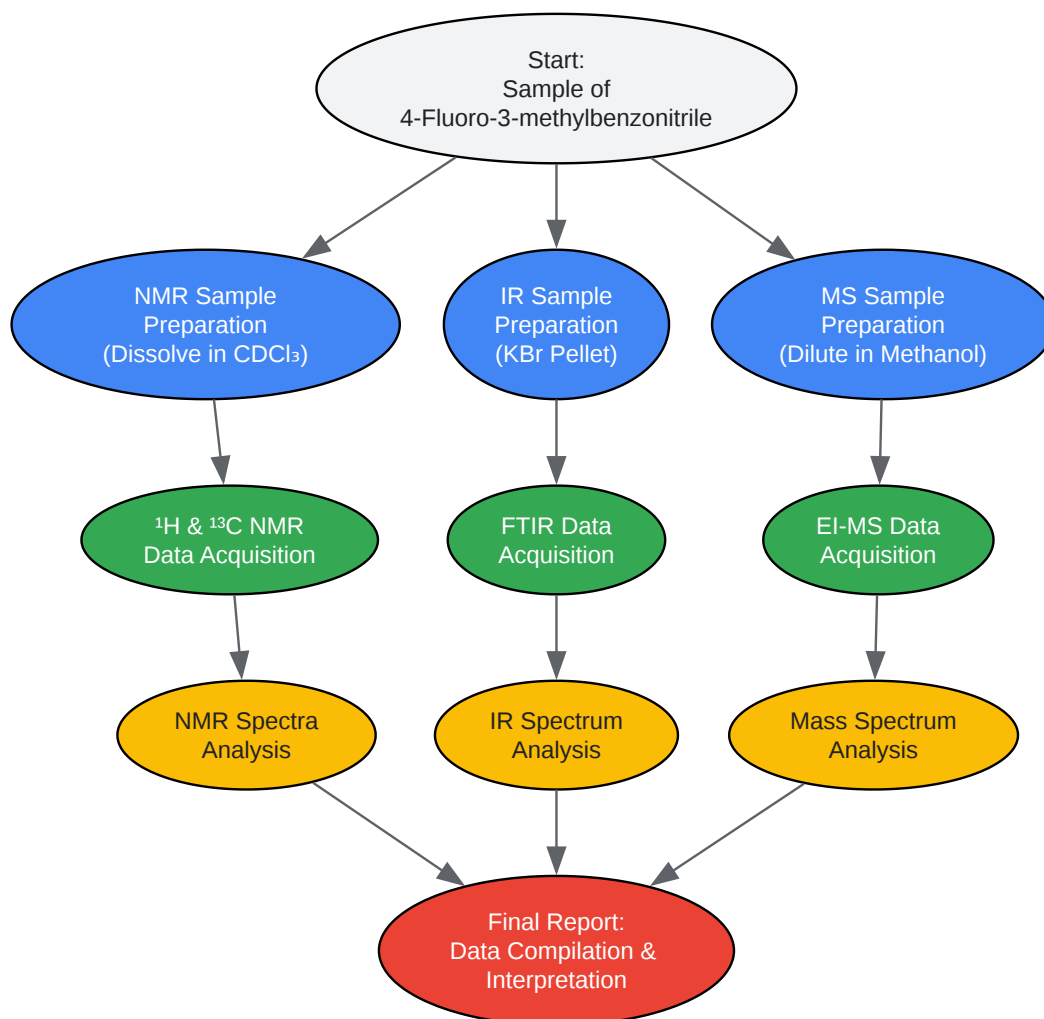 Start:
Sample of
4-Fluoro-3-methylbenzonitrile
NMR Sample
Preparation
(Dissolve in CDCl₃)
IR Sample
Preparation
(KBr Pellet)
MS Sample
Preparation
(Dilute in Methanol)
¹H & ¹³C NMR
Data Acquisition
FTIR Data
Acquisition
EI-MS Data
Acquisition
NMR Spectra
Analysis
IR Spectrum
Analysis
Mass Spectrum
Analysis
Final Report:
Data Compilation &
Interpretation